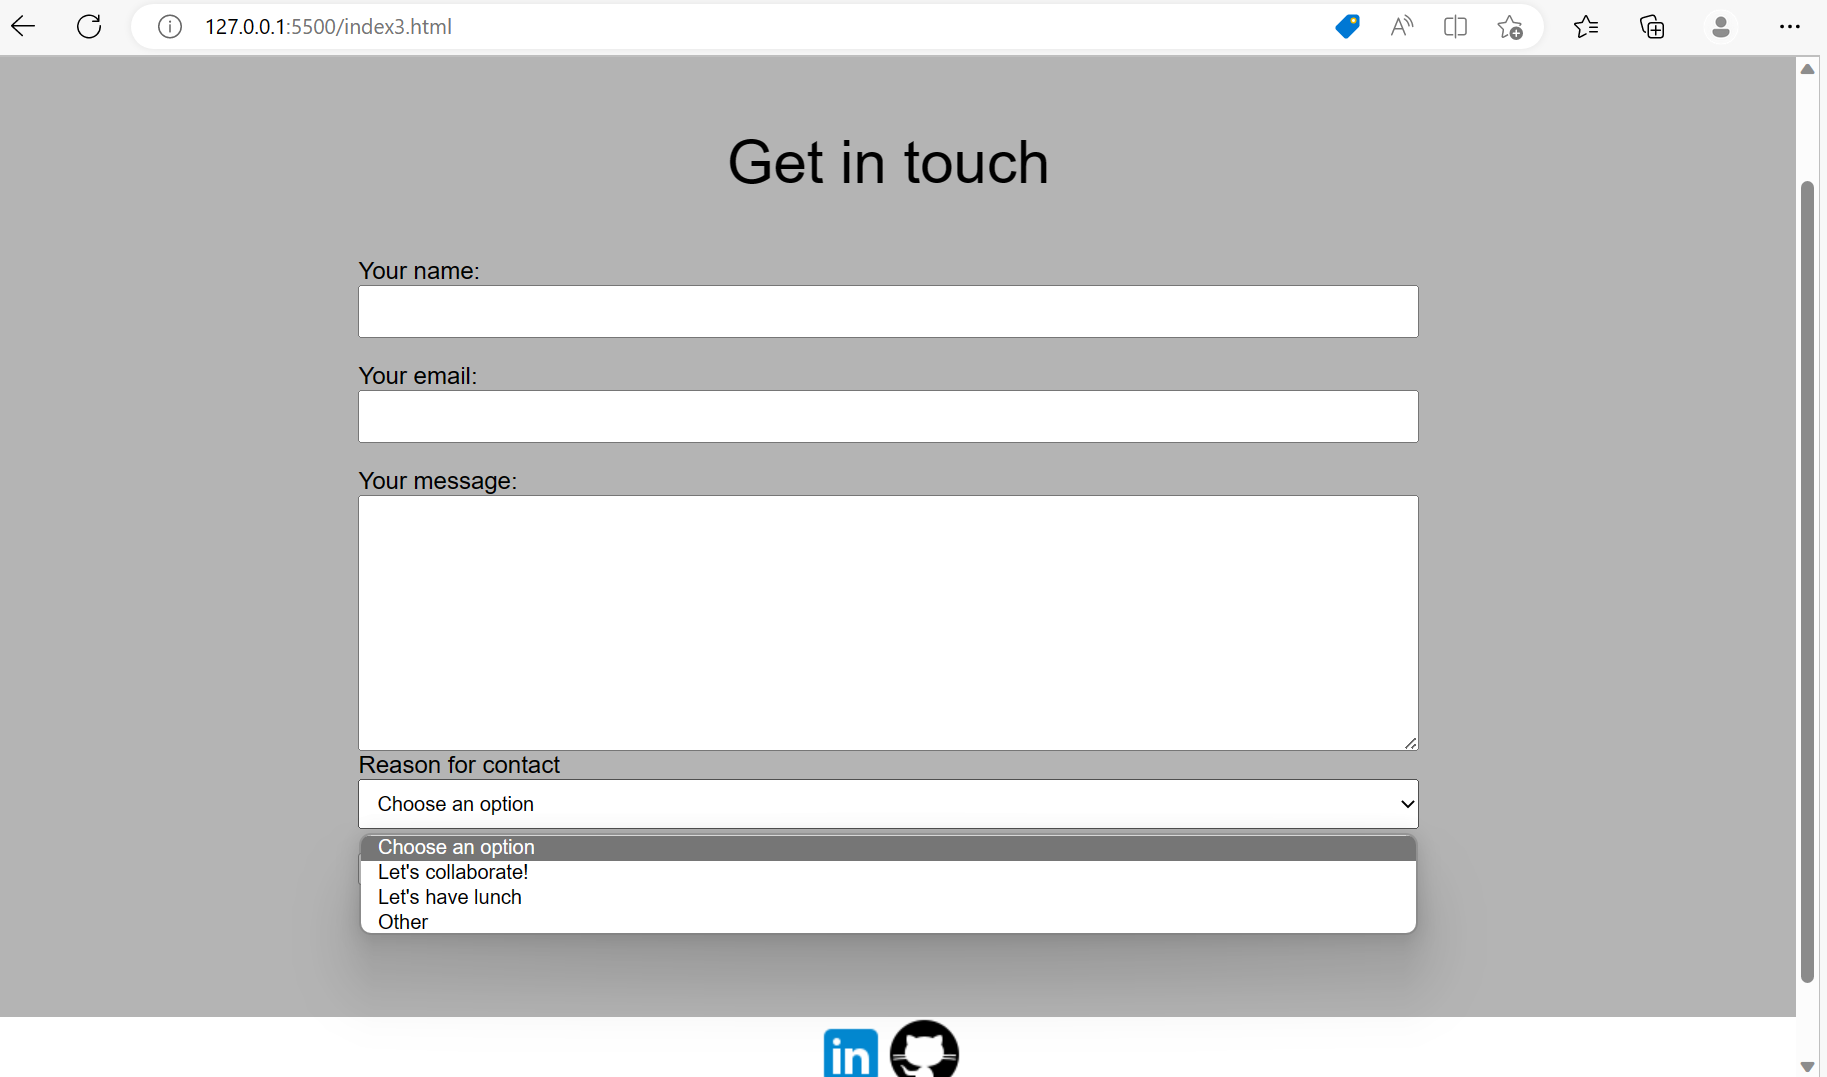 127.0.0.1:5500/index3.html
Get in touch
Your name:
Your email:
Your message:
Reason for contact
Choose an option
Choose an option
Let's collaborate!
Let's have lunch
Other
in